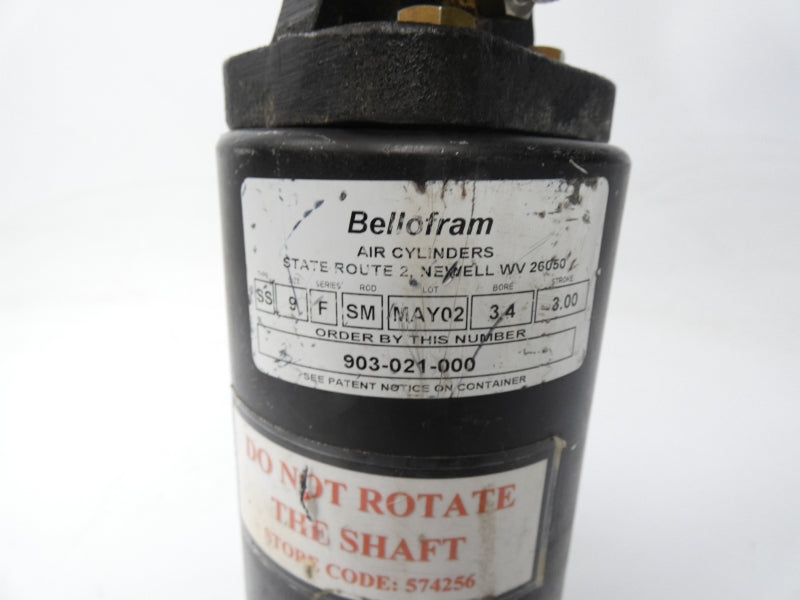 Bellofram
AIR CYLINDERS
STATE ROUTE 2, NEWELL WV 26050
TYPE SERIES ROD LOT BORE STROKE
SS 9 F SM MAY02 3.4 3.00
ORDER BY THIS NUMBER
903-021-000
SEE PATENT NOTICE ON CONTAINER
DO NOT ROTATE
THE SHAFT
STORE CODE: 574256